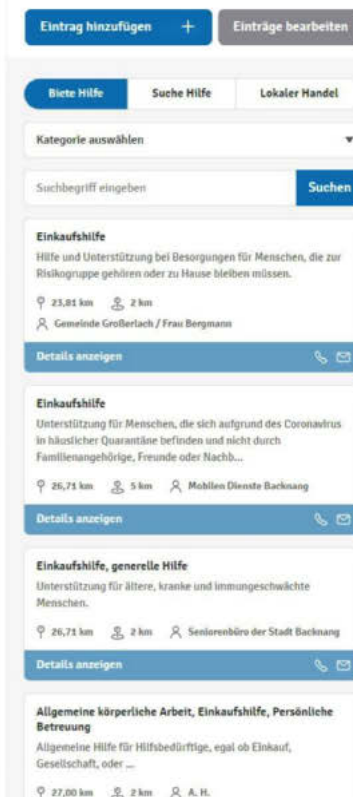 Eintrag hinzufügen +
Einträge bearbeiten
Biete Hilfe
Suche Hilfe
Lokaler Handel
Kategorie auswählen
Suchbegriff eingeben
Suchen
Einkaufshilfe
Hilfe und Unterstützung bei Besorgungen für Menschen, die zur
Risikogruppe gehören oder zu Hause bleiben müssen.
23,81 km 2 km
Gemeinde Großerlach / Frau Bergmann
Details anzeigen
Einkaufshilfe
Unterstützung für Menschen, die sich aufgrund des Coronavirus
in häuslicher Quarantäne befinden und nicht durch
Familienangehörige, Freunde oder Nachb...
26,71 km 5 km Mobilen Dienste Backnang
Details anzeigen
Einkaufshilfe, generelle Hilfe
Unterstützung für ältere, kranke und immungeschwächte
Menschen.
26,71 km 2 km Seniorenbüro der Stadt Backnang
Details anzeigen
Allgemeine körperliche Arbeit, Einkaufshilfe, Persönliche
Betreuung
Allgemeine Hilfe für Hilfsbedürftige, egal ob Einkauf,
Gesellschaft, oder ...
27,00 km 2 km A. H.